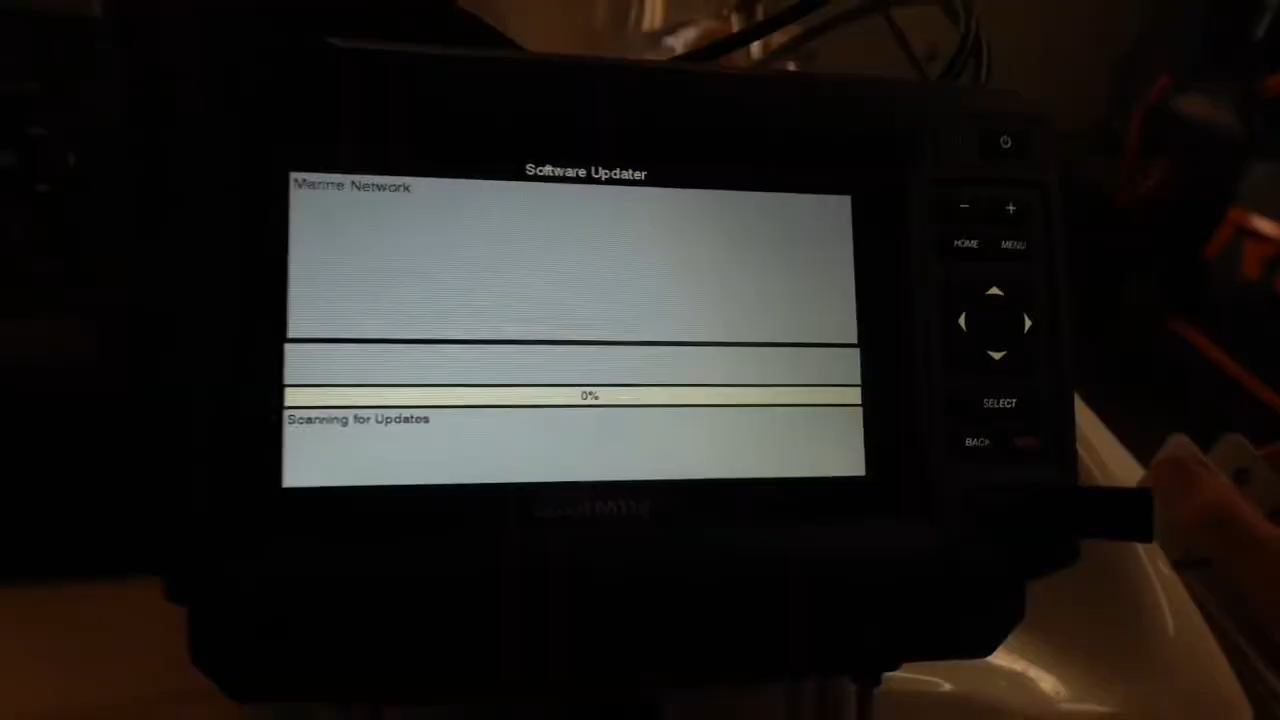 Software Updater
Marine Network
0%
Scanning for Updates
− +
HOME MENU
SELECT
BACK